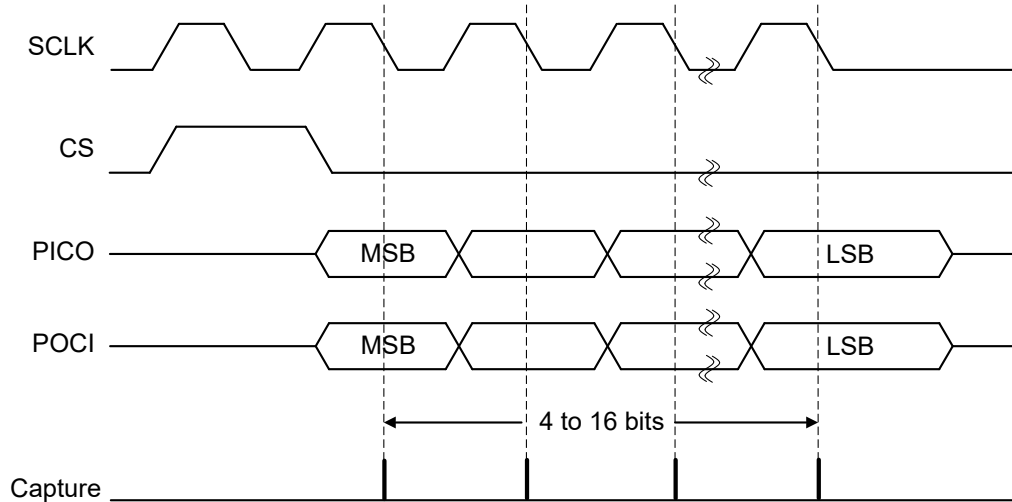 SCLK
CS
PICO
MSB
LSB
POCI
MSB
LSB
4 to 16 bits
Capture